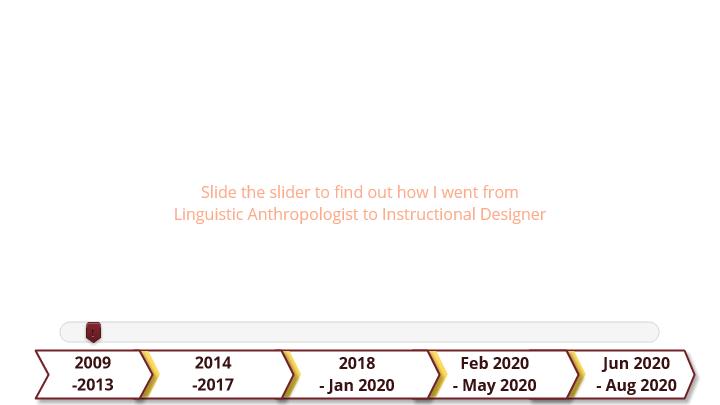 Slide the slider to find out how I went from
Linguistic Anthropologist to Instructional Designer
2009
-2013
2014
-2017
2018
- Jan 2020
Feb 2020
- May 2020
Jun 2020
- Aug 2020